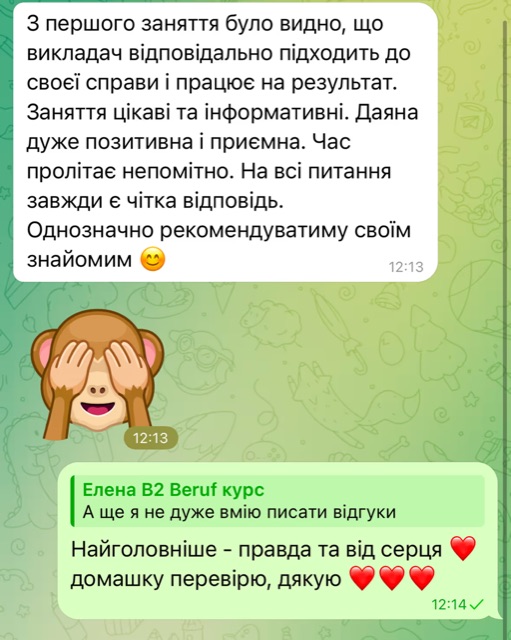 З першого заняття було видно, що
викладач відповідально підходить до
своєї справи і працює на результат.
Заняття цікаві та інформативні. Даяна
дуже позитивна і приємна. Час
пролітає непомітно. На всі питання
завжди є чітка відповідь.
Однозначно рекомендуватиму своїм
знайомим 😊
12:13
12:13
Елена B2 Beruf курс
А ще я не дуже вмію писати відгуки
Найголовніше - правда та від серця ❤️
домашку перевірю, дякую ❤️❤️❤️
12:14